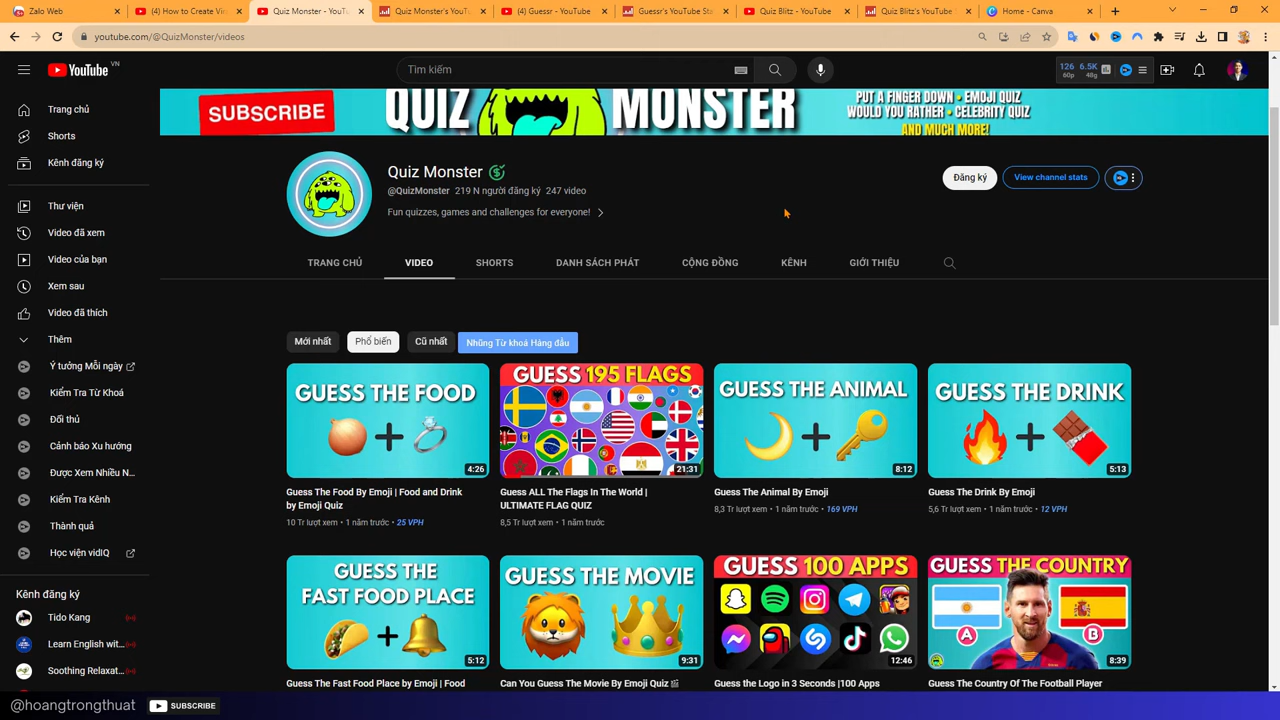 Zalo Web
(4) How to Create Vir
Quiz Monster - YouTu
Quiz Monster's YouTu
(4) Guessr - YouTube
Guessr's YouTube Sta
Quiz Blitz - YouTube
Quiz Blitz's YouTube
Home - Canva
youtube.com/@QuizMonster/videos
YouTube VN
Tìm kiếm
126 6.5K
60p 48g
SUBSCRIBE
QUIZ MONSTER
PUT A FINGER DOWN • EMOJI QUIZ
WOULD YOU RATHER • CELEBRITY QUIZ
AND MUCH MORE!
Trang chủ
Shorts
Kênh đăng ký
Thư viện
Video đã xem
Video của bạn
Xem sau
Video đã thích
Thêm
Ý tưởng Mỗi ngày
Kiểm Tra Từ Khoá
Đối thủ
Cảnh báo Xu hướng
Được Xem Nhiều N...
Kiểm Tra Kênh
Thành quả
Học viện vidIQ
Kênh đăng ký
Tido Kang
Learn English wit...
Soothing Relaxat...
Quiz Monster
@QuizMonster 219 N người đăng ký 247 video
Fun quizzes, games and challenges for everyone!
Đăng ký
View channel stats
TRANG CHỦ
VIDEO
SHORTS
DANH SÁCH PHÁT
CỘNG ĐỒNG
KÊNH
GIỚI THIỆU
Mới nhất
Phổ biến
Cũ nhất
Những Từ khoá Hàng đầu
GUESS THE FOOD
4:26
Guess The Food By Emoji | Food and Drink
by Emoji Quiz
10 Tr lượt xem • 1 năm trước • 25 VPH
GUESS 195 FLAGS
21:31
Guess ALL The Flags In The World |
ULTIMATE FLAG QUIZ
8,5 Tr lượt xem • 1 năm trước
GUESS THE ANIMAL
8:12
Guess The Animal By Emoji
8,3 Tr lượt xem • 1 năm trước • 169 VPH
GUESS THE DRINK
5:13
Guess The Drink By Emoji
5,6 Tr lượt xem • 1 năm trước • 12 VPH
GUESS THE
FAST FOOD PLACE
5:12
Guess The Fast Food Place by Emoji | Food
GUESS THE MOVIE
9:31
Can You Guess The Movie By Emoji Quiz
GUESS 100 APPS
12:46
Guess the Logo in 3 Seconds |100 Apps
GUESS THE COUNTRY
A
B
8:39
Guess The Country Of The Football Player
@hoangtrongthuat
SUBSCRIBE